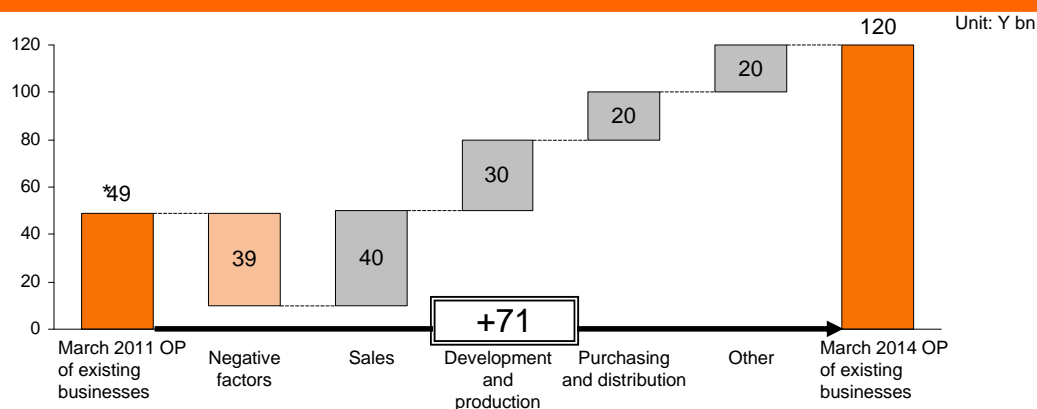 Unit: Y bn
120
120
100
80
60
40
20
0
*49
39
40
30
20
20
+71
March 2011 OP
of existing
businesses
Negative
factors
Sales
Development
and
production
Purchasing
and distribution
Other
March 2014 OP
of existing
businesses